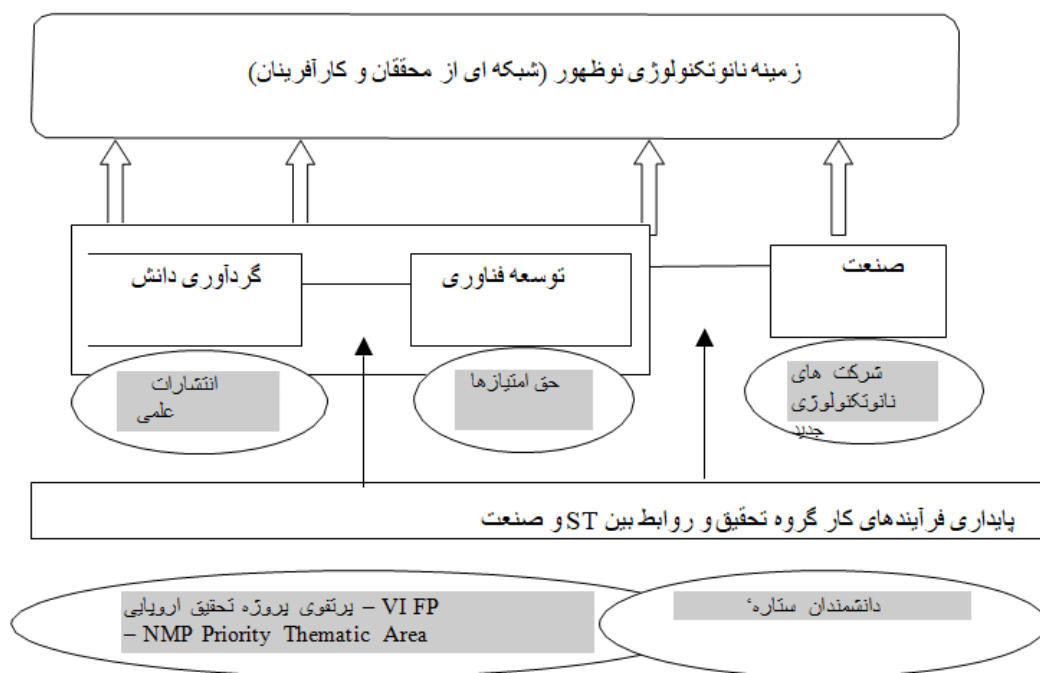 زمینه نانوتکنولوژی نوظهور (شبکه ای از محققان و کارآفرینان)
صنعت
توسعه فناوری
گردآوری دانش
شرکت های
نانوتکنولوژی
جدید
حق امتیازها
انتشارات
علمی
پایداری فرآیندهای کار گروه تحقیق و روابط بین ST و صنعت
پرتفوی پروژه تحقیق اروپایی – VI FP
– NMP Priority Thematic Area
دانشمندان ستاره‘